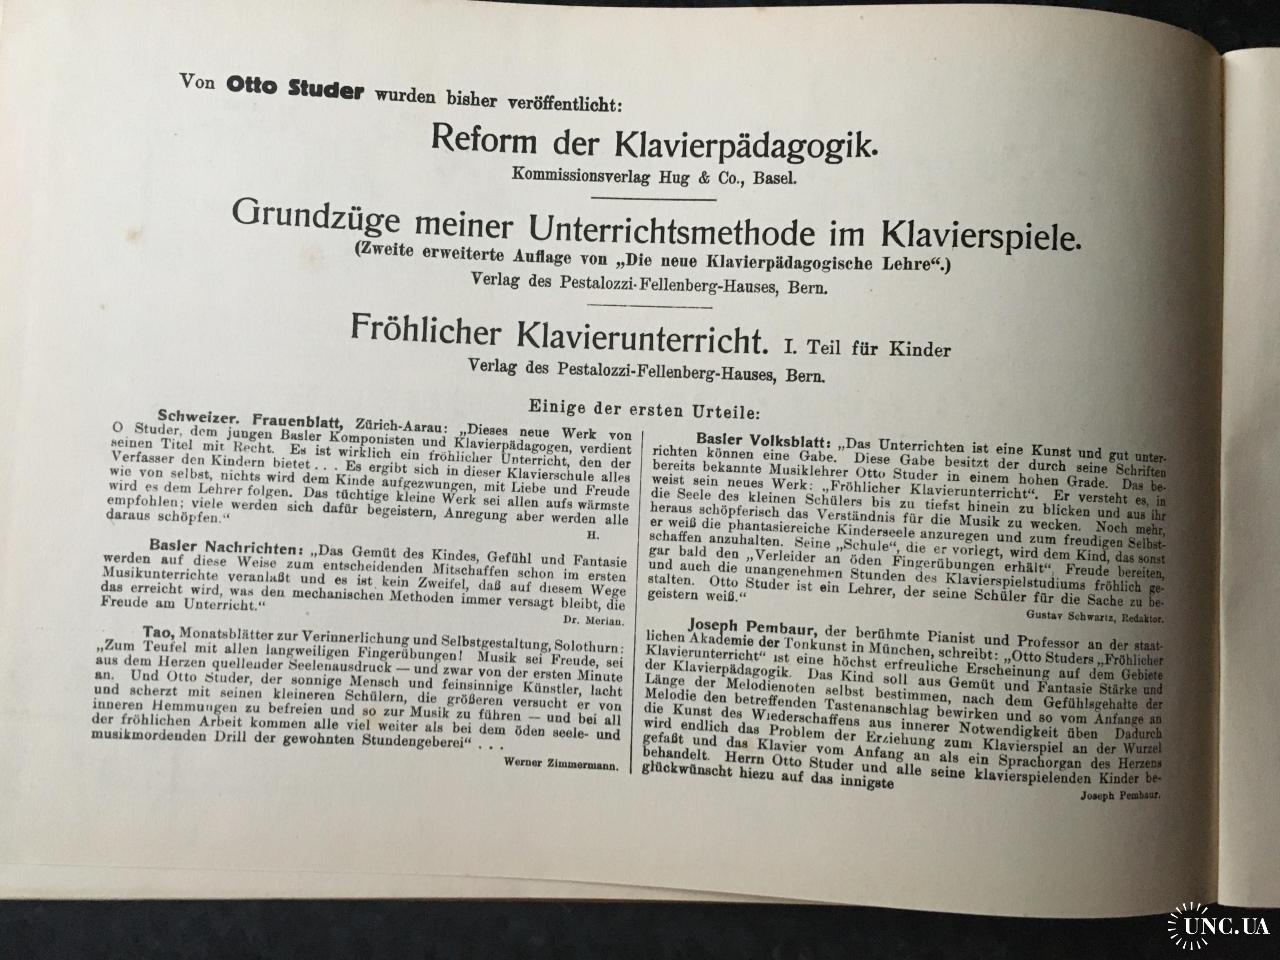 Von Otto Studer wurden bisher veröffentlicht:
Reform der Klavierpädagogik.
Kommissionsverlag Hug & Co., Basel.
Grundzüge meiner Unterrichtsmethode im Klavierspiele.
(Zweite erweiterte Auflage von „Die neue Klavierpädagogische Lehre“.)
Verlag des Pestalozzi-Fellenberg-Hauses, Bern.
Fröhlicher Klavierunterricht. I. Teil für Kinder
Verlag des Pestalozzi-Fellenberg-Hauses, Bern.
Einige der ersten Urteile:
Schweizer. Frauenblatt, Zürich-Aarau: „Dieses neue Werk von
O Studer, dem jungen Basler Komponisten und Klavierpädagogen, verdient
seinen Titel mit Recht. Es ist wirklich ein fröhlicher Unterricht, den der
Verfasser den Kindern bietet . . . Es ergibt sich in dieser Klavierschule alles
wie von selbst, nichts wird dem Kinde aufgezwungen, mit Liebe und Freude
wird es dem Lehrer folgen. Das tüchtige kleine Werk sei allen aufs wärmste
empfohlen; viele werden sich dafür begeistern, Anregung aber werden alle
daraus schöpfen.“
H.
Basler Nachrichten: „Das Gemüt des Kindes, Gefühl und Fantasie
werden auf diese Weise zum entscheidenden Mitschaffen schon im ersten
Musikunterrichte veranlaßt und es ist kein Zweifel, daß auf diesem Wege
das erreicht wird, was den mechanischen Methoden immer versagt bleibt, die
Freude am Unterricht.“
Dr. Merian.
Tao, Monatsblätter zur Verinnerlichung und Selbstgestaltung, Solothurn:
„Zum Teufel mit allen langweiligen Fingerübungen! Musik sei Freude, sei
aus dem Herzen quellender Seelenausdruck — und zwar von der ersten Minute
an. Und Otto Studer, der sonnige Mensch und feinsinnige Künstler, lacht
und scherzt mit seinen kleineren Schülern, die größeren versucht er von
inneren Hemmungen zu befreien und so zur Musik zu führen — und bei all
der fröhlichen Arbeit kommen alle viel weiter als bei dem öden seele- und
musikmordenden Drill der gewohnten Stundengeberei“ . . .
Werner Zimmermann.
Basler Volksblatt: „Das Unterrichten ist eine Kunst und gut unter-
richten können eine Gabe. Diese Gabe besitzt der durch seine Schriften
bereits bekannte Musiklehrer Otto Studer in einem hohen Grade. Das be-
weist sein neues Werk: „Fröhlicher Klavierunterricht“. Er versteht es, in
die Seele des kleinen Schülers bis zu tiefst hinein zu blicken und aus ihr
heraus schöpferisch das Verständnis für die Musik zu wecken. Noch mehr,
er weiß die phantasiereiche Kinderseele anzuregen und zum freudigen Selbst-
schaffen anzuhalten. Seine „Schule“, die er vorlegt, wird dem Kind, das sonst
gar bald den „Verleider an öden Fingerübungen erhält“ Freude bereiten,
und auch die unangenehmen Stunden des Klavierspielstudiums fröhlich ge-
stalten. Otto Studer ist ein Lehrer, der seine Schüler für die Sache zu be-
geistern weiß.“
Gustav Schwartz, Redaktor.
Joseph Pembaur, der berühmte Pianist und Professor an der staat-
lichen Akademie der Tonkunst in München, schreibt: „Otto Studers „Fröhlicher
Klavierunterricht“ ist eine höchst erfreuliche Erscheinung auf dem Gebiete
der Klavierpädagogik. Das Kind soll aus Gemüt und Fantasie Stärke und
Länge der Melodienoten selbst bestimmen, nach dem Gefühlsgehalte der
Melodie den betreffenden Tastenanschlag bewirken und so vom Anfange an
die Kunst des Wiederschaffens aus innerer Notwendigkeit üben Dadurch
wird endlich das Problem der Erziehung zum Klavierspiel an der Wurzel
gefaßt und das Klavier vom Anfang an als ein Sprachorgan des Herzens
behandelt. Herrn Otto Studer und alle seine klavierspielenden Kinder be-
glückwünscht hiezu auf das innigste
Joseph Pembaur.
UNC.UA